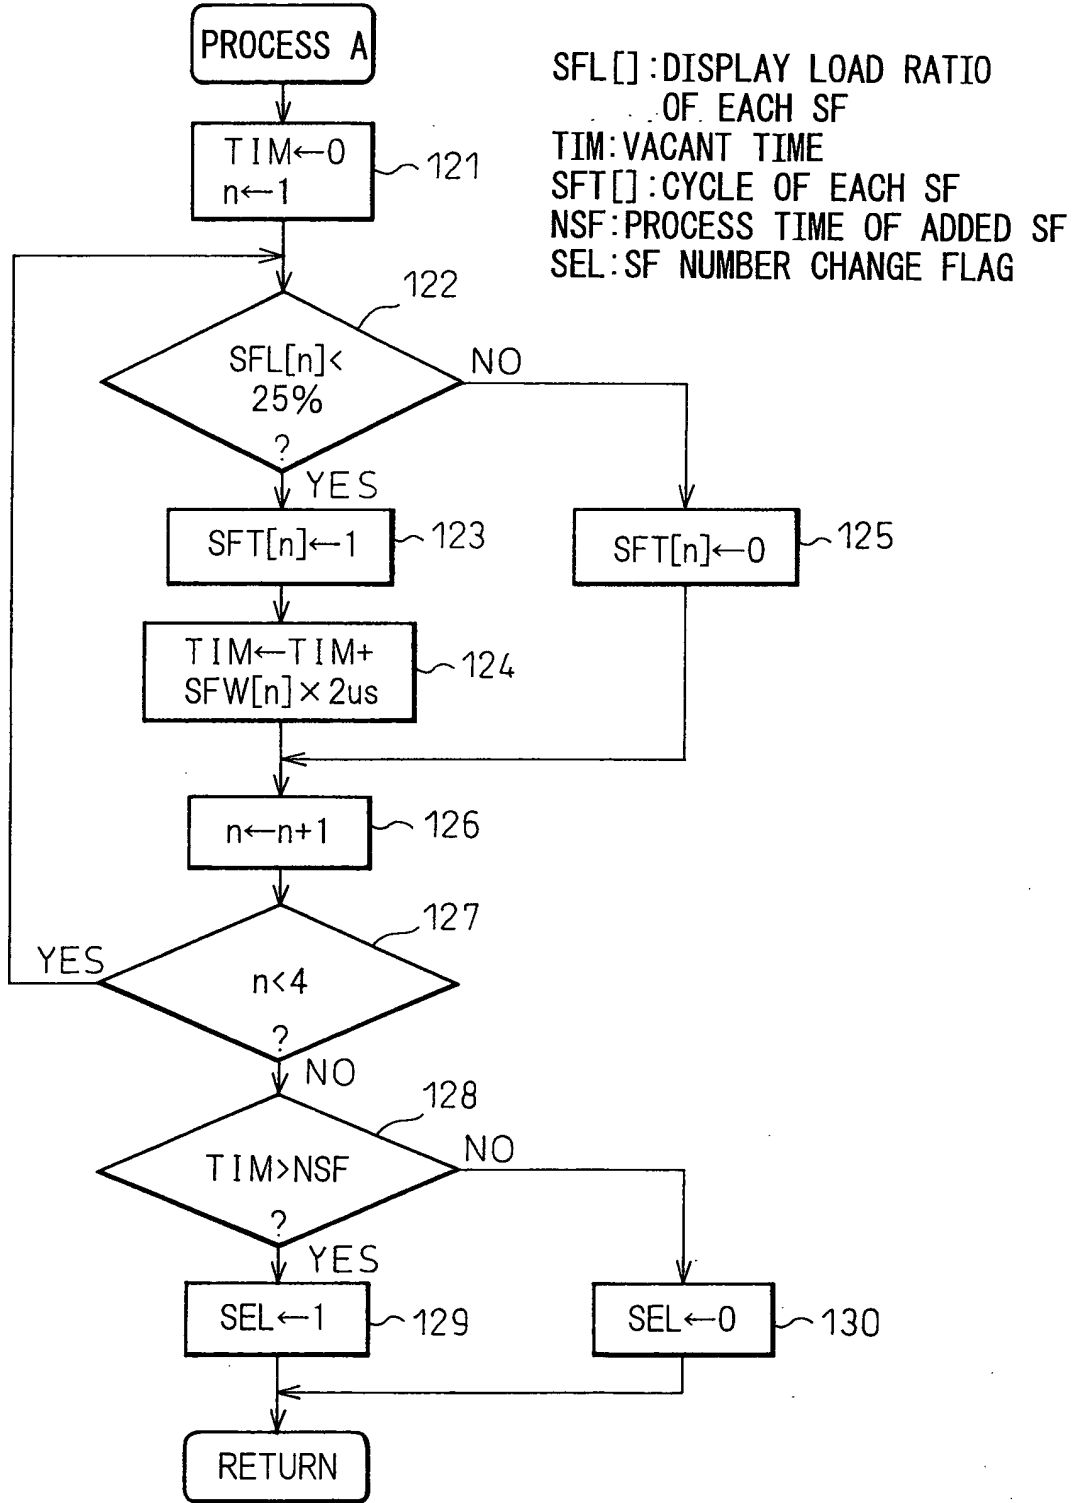 PROCESS A
SFL[]:DISPLAY LOAD RATIO
OF EACH SF
TIM:VACANT TIME
SFT[]:CYCLE OF EACH SF
NSF:PROCESS TIME OF ADDED SF
SEL:SF NUMBER CHANGE FLAG
TIM←0
n←1
121
122
SFL[n]<
25%
?
NO
YES
SFT[n]←1
123
SFT[n]←0
125
TIM←TIM+
SFW[n]×2us
124
n←n+1
126
127
YES
n<4
?
NO
128
TIM>NSF
?
NO
YES
SEL←1
129
SEL←0
130
RETURN